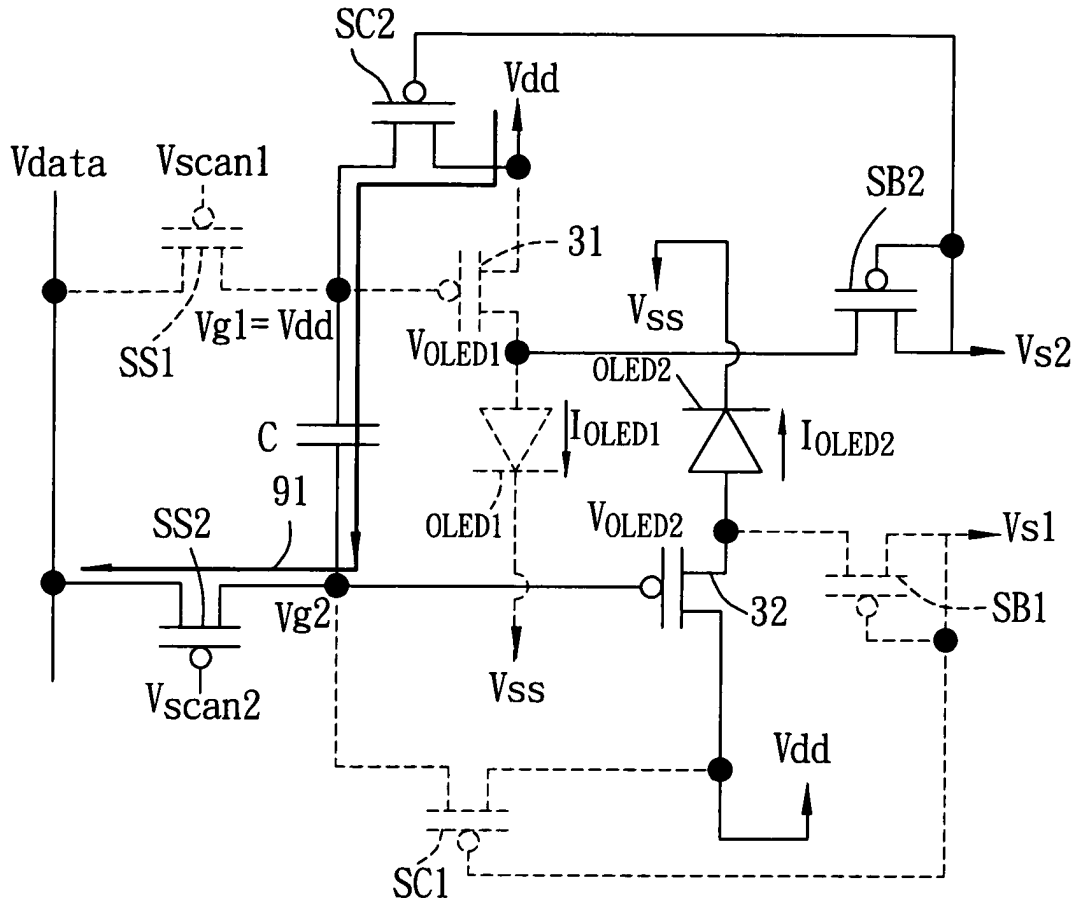 SC2
Vdd
Vdata
Vscan1
SB2
31
Vss
Vg1=Vdd
SS1
VOLED1
Vs2
OLED2
C
IOLED1
IOLED2
91
OLED1
SS2
VOLED2
Vs1
Vg2
32
SB1
Vscan2
Vss
Vdd
SC1